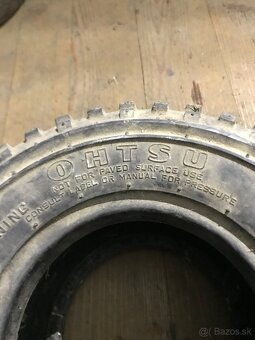 OHTSU
NOT FOR PAVED SURFACE USE
CONSULT LABEL OR MANUAL FOR PRESSURE
Bazos.sk